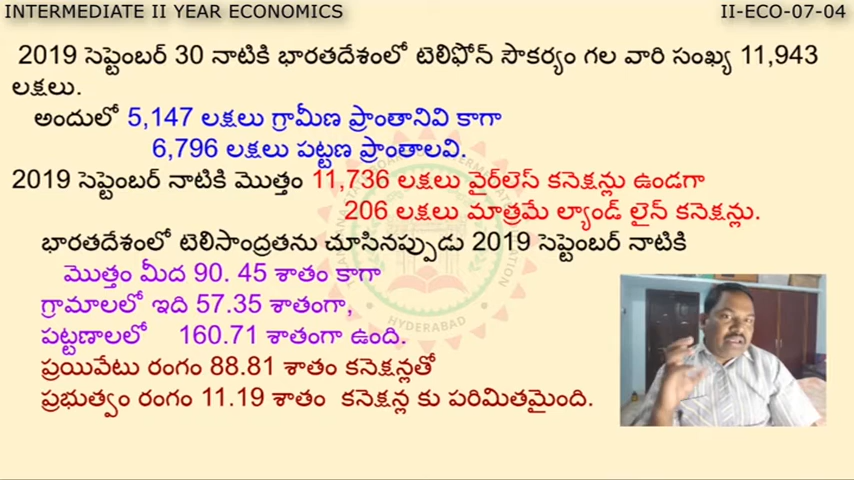 INTERMEDIATE II YEAR ECONOMICS
II-ECO-07-04
2019 సెప్టెంబర్ 30 నాటికి భారతదేశంలో టెలిఫోన్ సౌకర్యం గల వారి సంఖ్య 11,943
లక్షలు.
అందులో 5,147 లక్షలు గ్రామీణ ప్రాంతానివి కాగా
6,796 లక్షలు పట్టణ ప్రాంతాలవి.
2019 సెప్టెంబర్ నాటికి మొత్తం 11,736 లక్షలు వైర్‌లెస్ కనెక్షన్లు ఉండగా
206 లక్షలు మాత్రమే ల్యాండ్ లైన్ కనెక్షన్లు.
భారతదేశంలో టెలిసాంద్రతను చూసినప్పుడు 2019 సెప్టెంబర్ నాటికి
మొత్తం మీద 90. 45 శాతం కాగా
గ్రామాలలో ఇది 57.35 శాతంగా,
పట్టణాలలో 160.71 శాతంగా ఉంది.
ప్రయివేటు రంగం 88.81 శాతం కనెక్షన్లతో
ప్రభుత్వం రంగం 11.19 శాతం కనెక్షన్ల కు పరిమితమైంది.
HYDERABAD